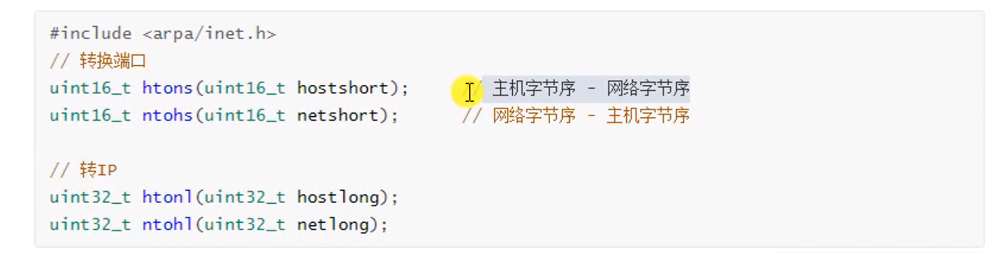 #include <arpa/inet.h>
// 转换端口
uint16_t htons(uint16_t hostshort);     // 主机字节序 - 网络字节序
uint16_t ntohs(uint16_t netshort);      // 网络字节序 - 主机字节序
// 转IP
uint32_t htonl(uint32_t hostlong);
uint32_t ntohl(uint32_t netlong);